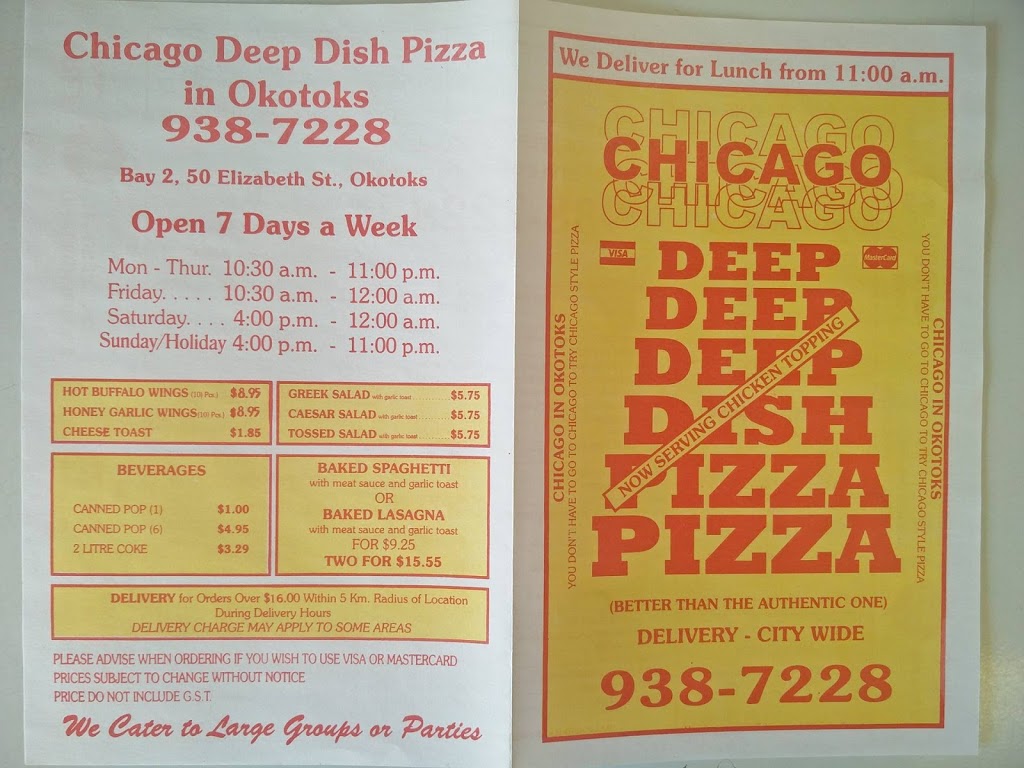 Chicago Deep Dish Pizza
in Okotoks
938-7228
Bay 2, 50 Elizabeth St., Okotoks
Open 7 Days a Week
Mon - Thur. 10:30 a.m. - 11:00 p.m.
Friday. . . . . 10:30 a.m. - 12:00 a.m.
Saturday. . . . 4:00 p.m. - 12:00 a.m.
Sunday/Holiday 4:00 p.m. - 11:00 p.m.
HOT BUFFALO WINGS (10 Pcs.) $8.95
HONEY GARLIC WINGS (10) Pcs.) $8.95
CHEESE TOAST $1.85
GREEK SALAD with garlic toast $5.75
CAESAR SALAD with garlic toast $5.75
TOSSED SALAD with garlic toast $5.75
BEVERAGES
CANNED POP (1) $1.00
CANNED POP (6) $4.95
2 LITRE COKE $3.29
BAKED SPAGHETTI
with meat sauce and garlic toast
OR
BAKED LASAGNA
with meat sauce and garlic toast
FOR $9.25
TWO FOR $15.55
DELIVERY for Orders Over $16.00 Within 5 Km. Radius of Location
During Delivery Hours
DELIVERY CHARGE MAY APPLY TO SOME AREAS
PLEASE ADVISE WHEN ORDERING IF YOU WISH TO USE VISA OR MASTERCARD
PRICES SUBJECT TO CHANGE WITHOUT NOTICE
PRICE DO NOT INCLUDE G.S.T.
We Cater to Large Groups or Parties
We Deliver for Lunch from 11:00 a.m.
CHICAGO
CHICAGO
CHICAGO
CHICAGO
VISA
MasterCard
DEEP
DEEP
DEEP
DISH
PIZZA
PIZZA
NOW SERVING CHICKEN TOPPING
CHICAGO IN OKOTOKS
YOU DON'T HAVE TO GO TO CHICAGO TO TRY CHICAGO STYLE PIZZA
CHICAGO IN OKOTOKS
YOU DON'T HAVE TO GO TO CHICAGO TO TRY CHICAGO STYLE PIZZA
(BETTER THAN THE AUTHENTIC ONE)
DELIVERY - CITY WIDE
938-7228